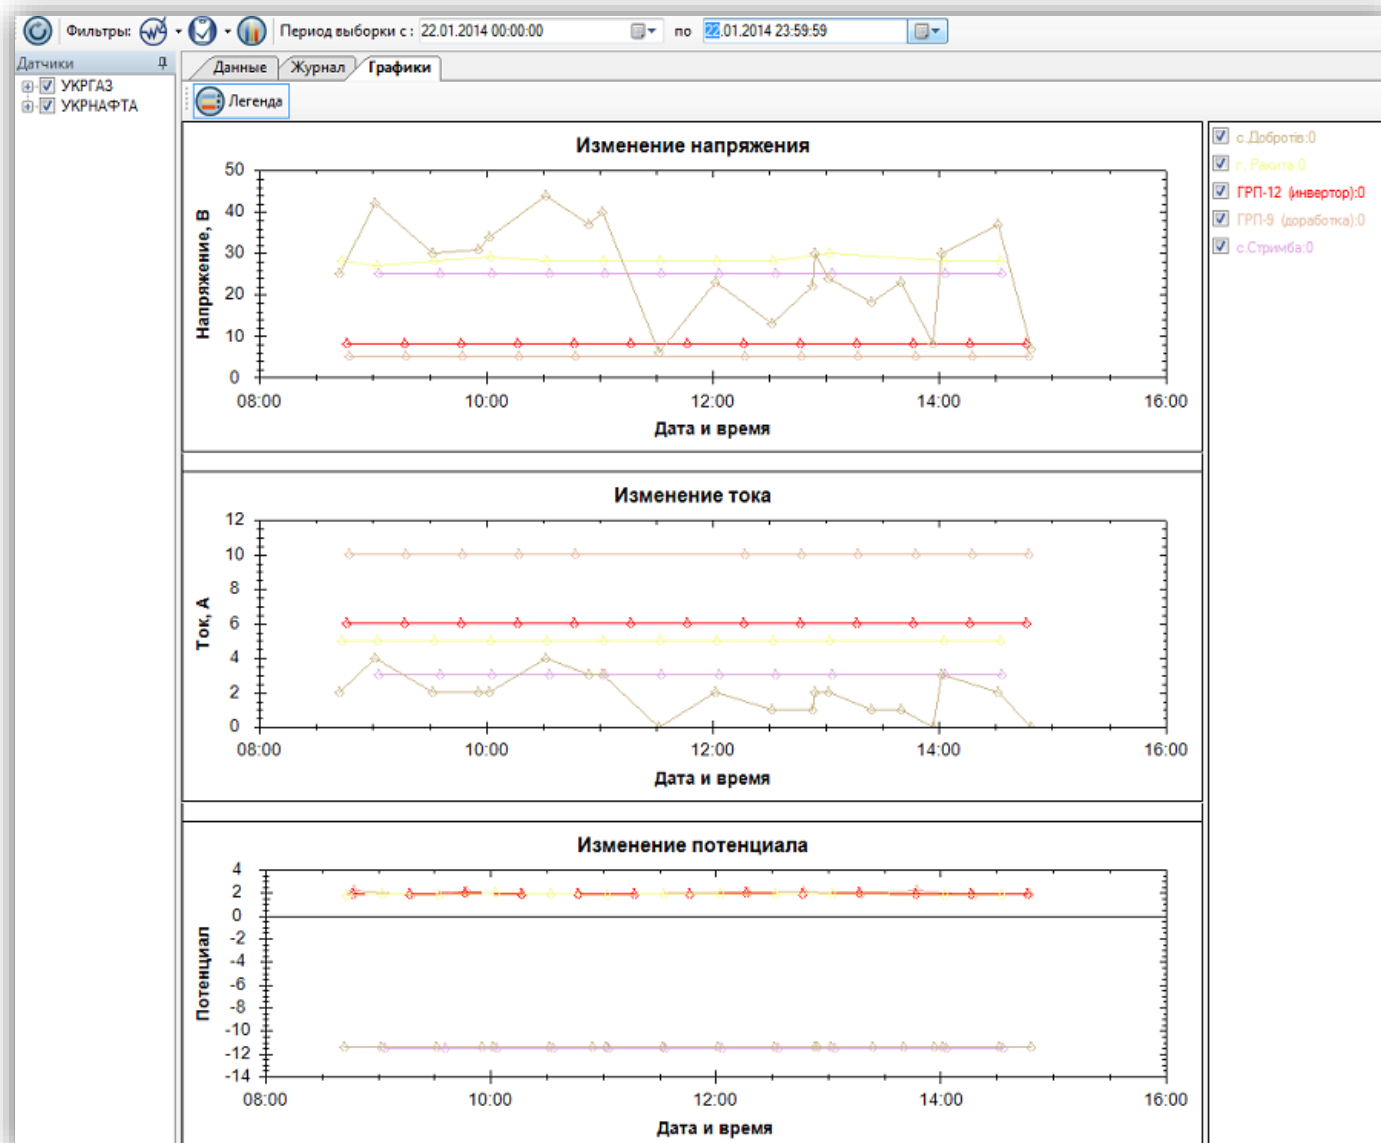 Фильтры: Период выборки с : 22.01.2014 00:00:00 по 22.01.2014 23:59:59
Датчики
УКРГАЗ
УКРНАФТА
Данные Журнал Графики
Легенда
Изменение напряжения
Напряжение, В
50
40
30
20
10
0
08:00 10:00 12:00 14:00 16:00
Дата и время
Изменение тока
Ток, А
12
10
8
6
4
2
0
08:00 10:00 12:00 14:00 16:00
Дата и время
Изменение потенциала
Потенциал
4
2
0
-2
-4
-6
-8
-10
-12
-14
08:00 10:00 12:00 14:00 16:00
Дата и время
с.Добротів:0
г. Ракита:0
ГРП-12 (инвертор):0
ГРП-9 (доработка):0
с.Стримба:0